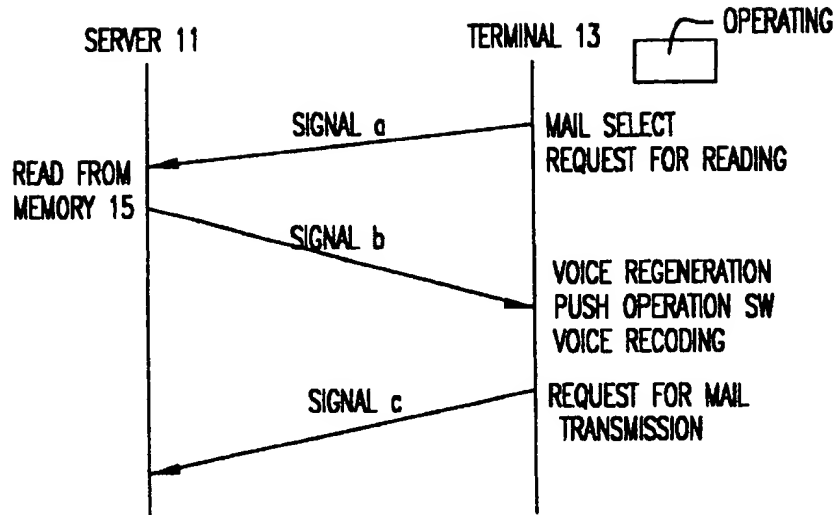 OPERATING
SERVER 11
TERMINAL 13
SIGNAL a
MAIL SELECT
REQUEST FOR READING
READ FROM
MEMORY 15
SIGNAL b
VOICE REGENERATION
PUSH OPERATION SW
VOICE RECODING
SIGNAL c
REQUEST FOR MAIL
TRANSMISSION